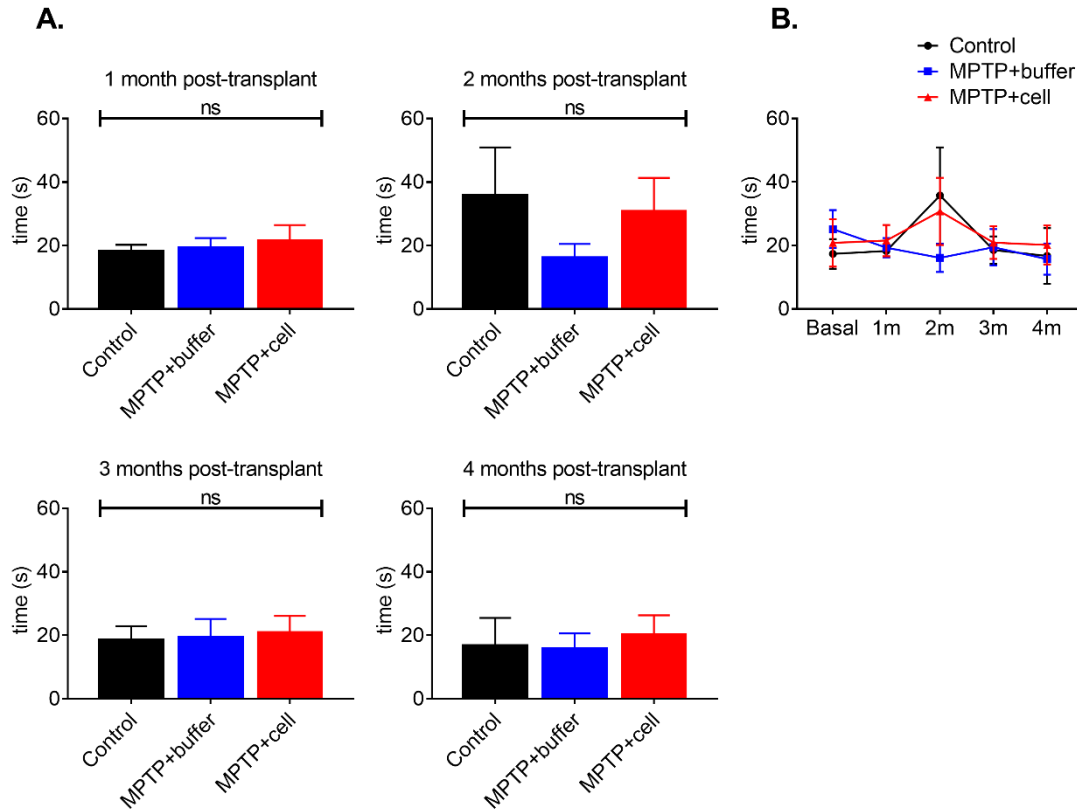 A.
1 month post-transplant
ns
60
40
20
0
time (s)
Control
MPTP+buffer
MPTP+cell
2 months post-transplant
ns
60
40
20
0
time (s)
Control
MPTP+buffer
MPTP+cell
B.
Control
MPTP+buffer
MPTP+cell
60
40
20
0
time (s)
Basal 1m 2m 3m 4m
3 months post-transplant
ns
60
40
20
0
time (s)
Control
MPTP+buffer
MPTP+cell
4 months post-transplant
ns
60
40
20
0
time (s)
Control
MPTP+buffer
MPTP+cell